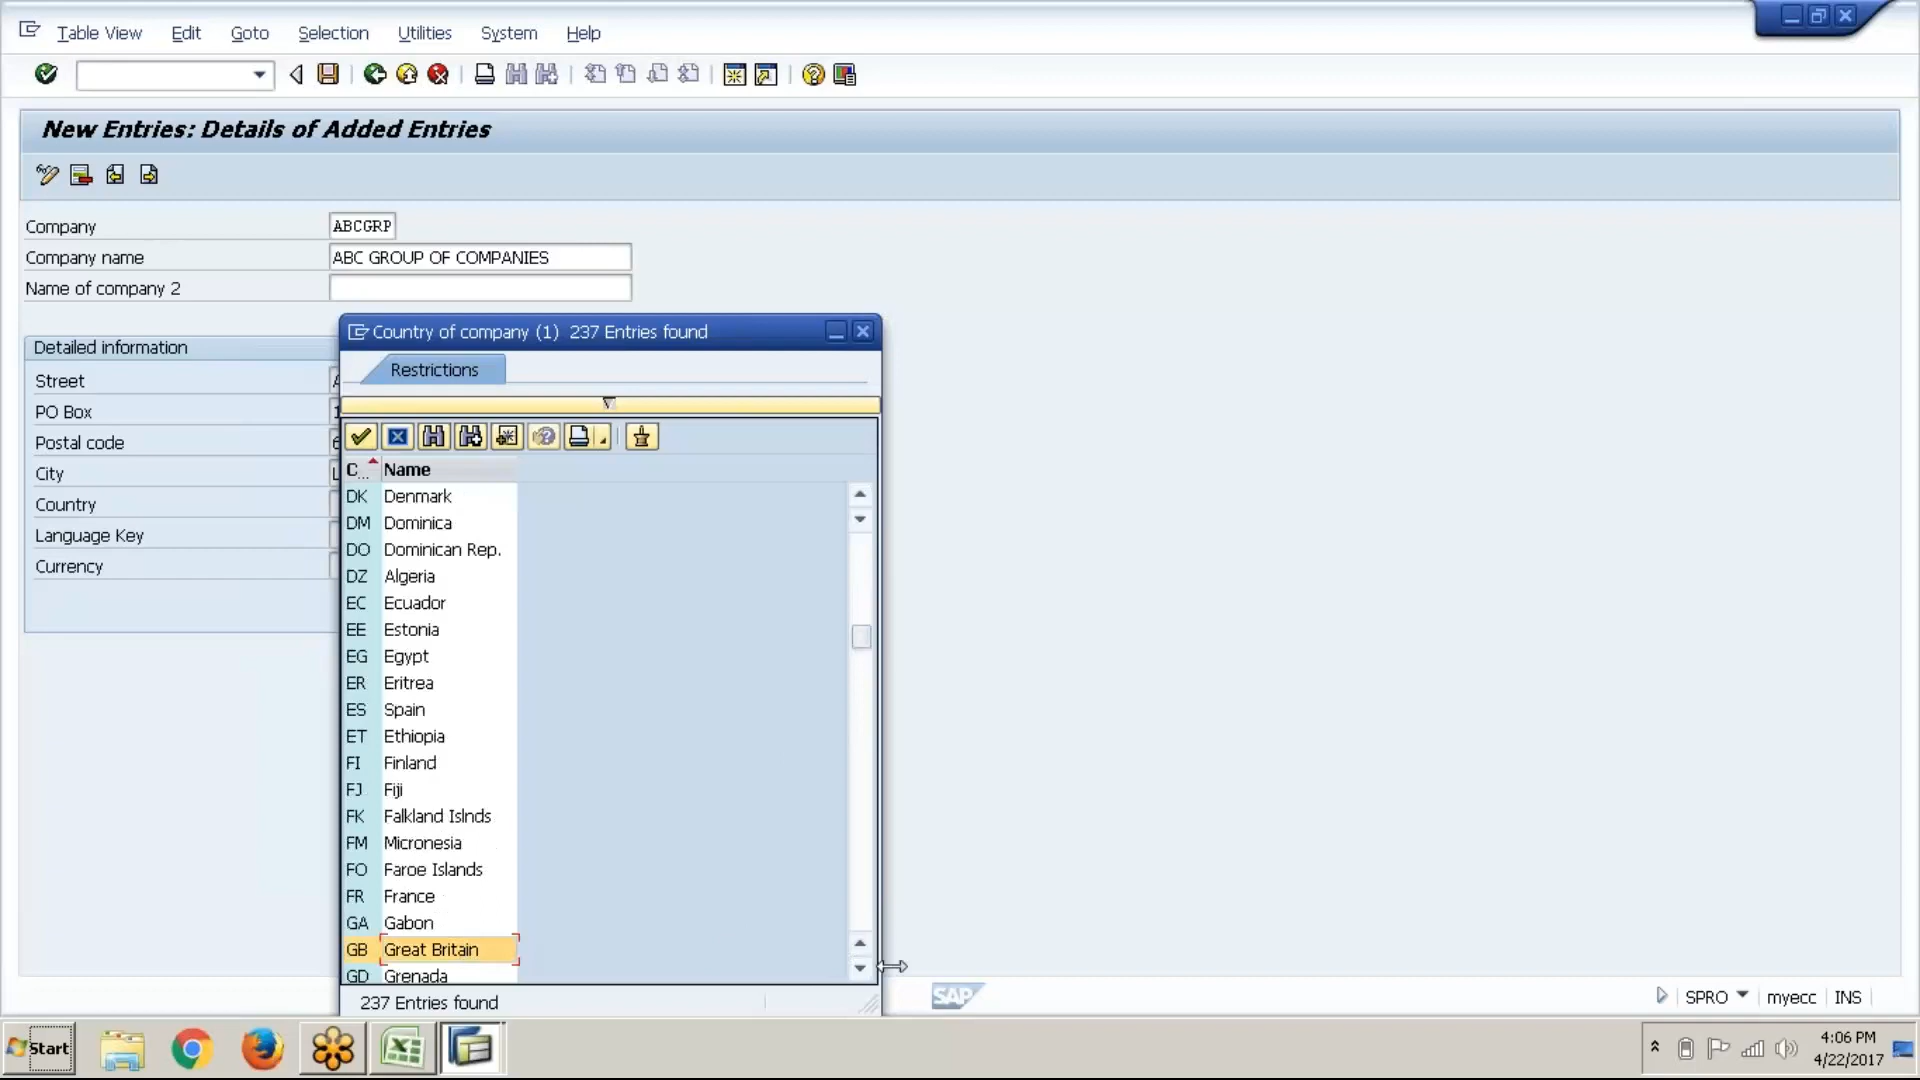 Table View Edit Goto Selection Utilities System Help
New Entries: Details of Added Entries
Company ABCGRP
Company name ABC GROUP OF COMPANIES
Name of company 2
Detailed information
Street A
PO Box 1
Postal code 6
City L
Country
Language Key
Currency
Country of company (1) 237 Entries found
Restrictions
C... Name
DK Denmark
DM Dominica
DO Dominican Rep.
DZ Algeria
EC Ecuador
EE Estonia
EG Egypt
ER Eritrea
ES Spain
ET Ethiopia
FI Finland
FJ Fiji
FK Falkland Islnds
FM Micronesia
FO Faroe Islands
FR France
GA Gabon
GB Great Britain
GD Grenada
237 Entries found
SAP
SPRO myecc INS
Start
4:06 PM
4/22/2017